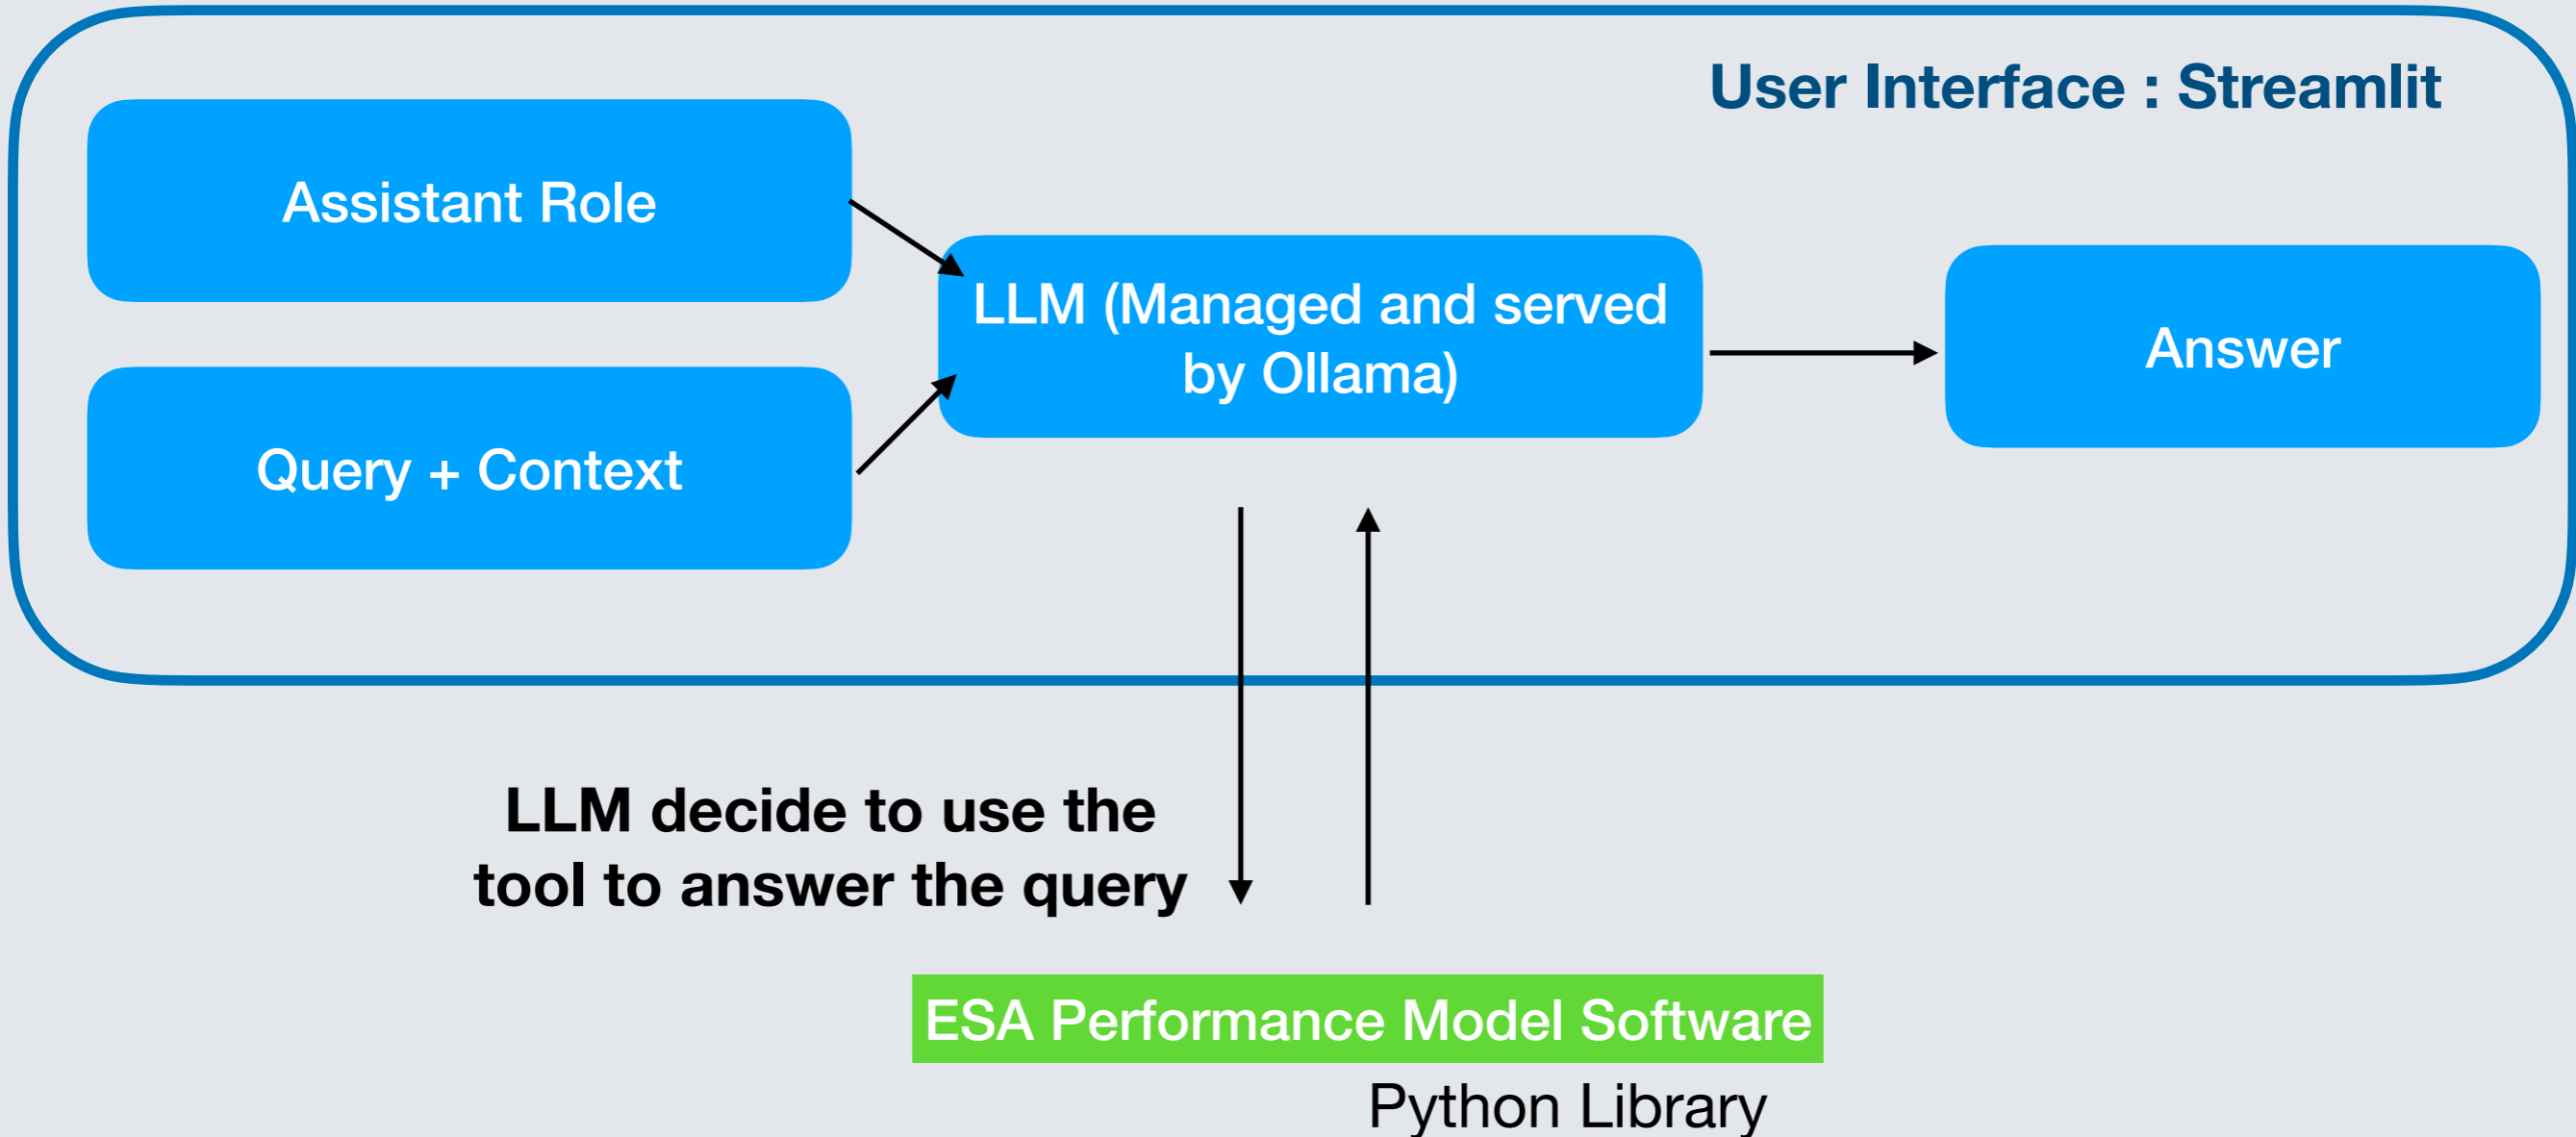 User Interface : Streamlit
Assistant Role
Query + Context
LLM (Managed and served
by Ollama)
Answer
LLM decide to use the
tool to answer the query
ESA Performance Model Software
Python Library